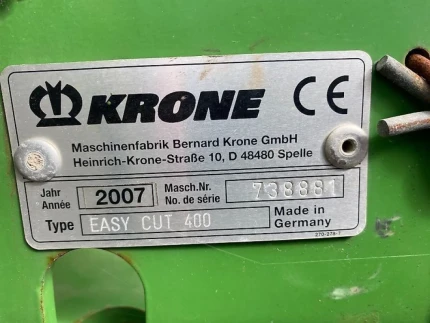 KRONE CE
Maschinenfabrik Bernard Krone GmbH
Heinrich-Krone-Straße 10, D 48480 Spelle
Jahr Année 2007 Masch.Nr. No. de série 738881
Type EASY CUT 400 Made in Germany